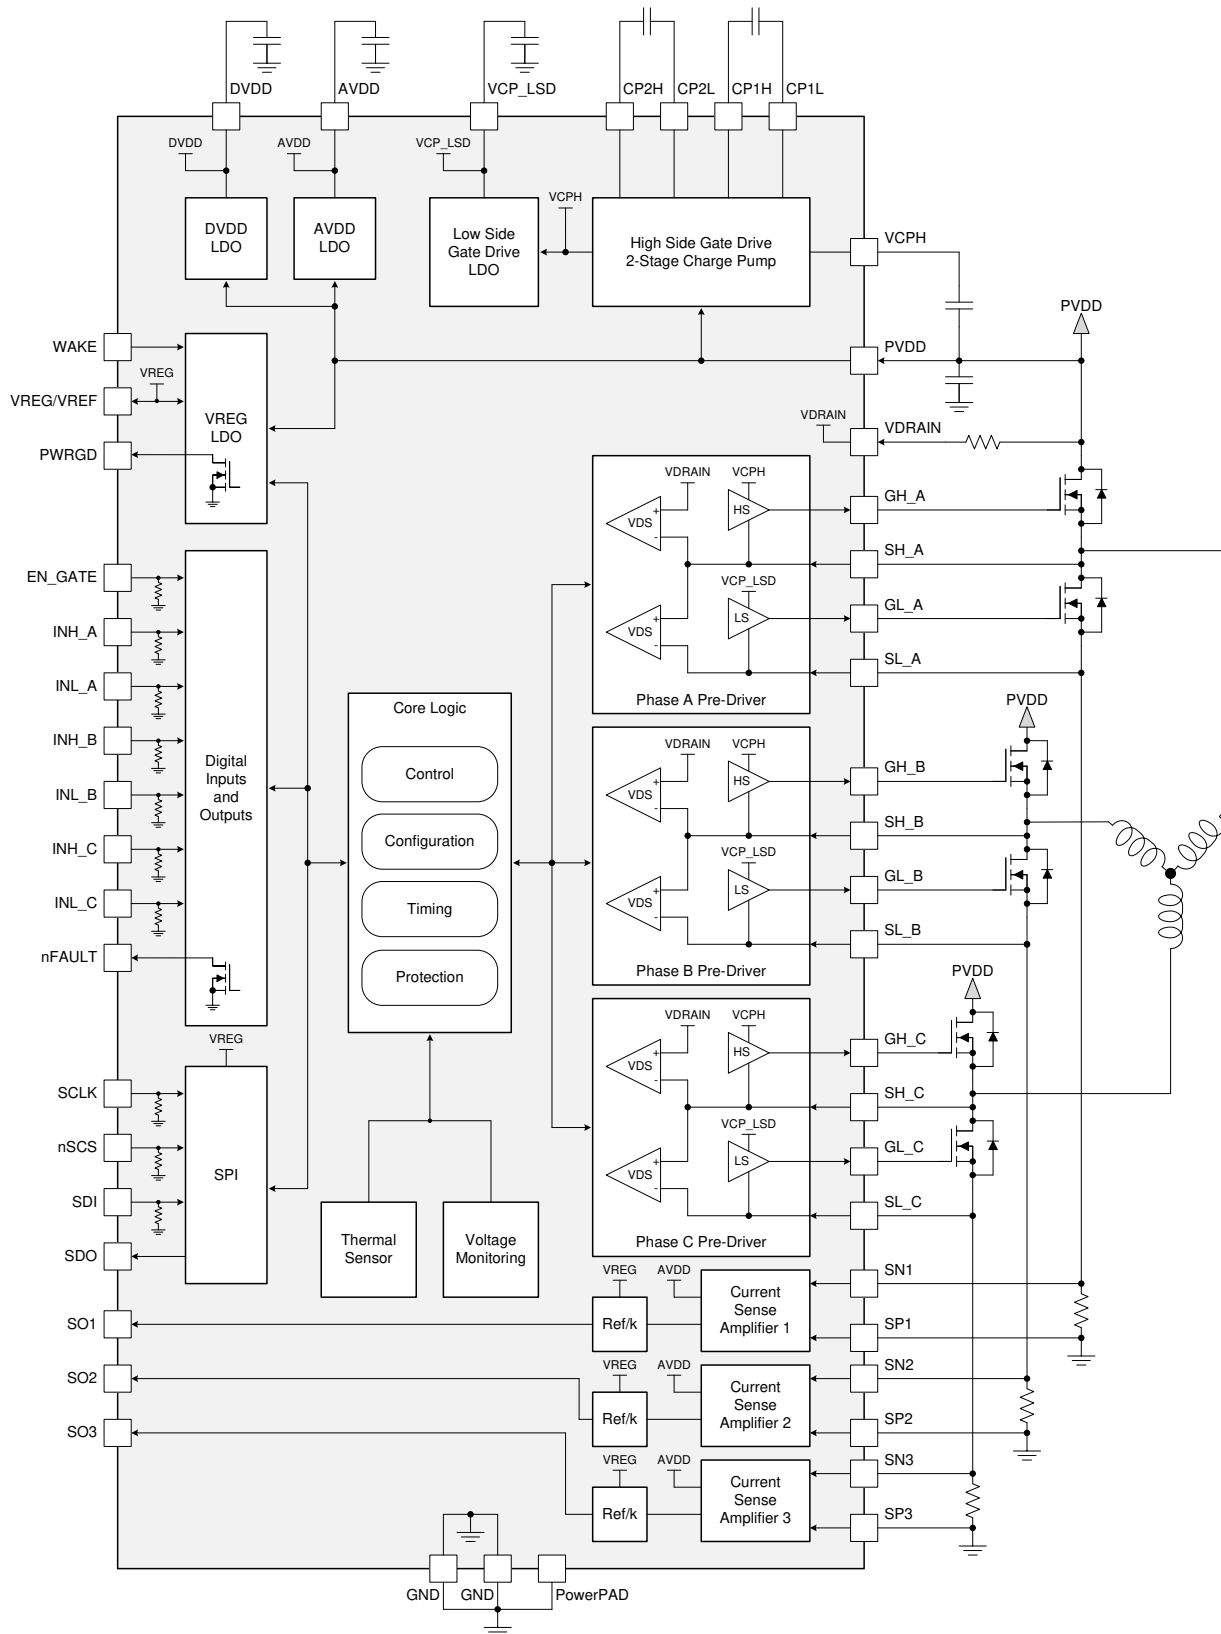 DVDD
AVDD
VCP_LSD
CP2H
CP2L
CP1H
CP1L
DVDD
AVDD
VCP_LSD
VCPH
DVDD
LDO
AVDD
LDO
Low Side
Gate Drive
LDO
High Side Gate Drive
2-Stage Charge Pump
VCPH
PVDD
WAKE
PVDD
VREG
VREG/VREF
VREG
LDO
VDRAIN
VDRAIN
PWRGD
VDRAIN
VCPH
GH_A
+
VDS
-
HS
SH_A
EN_GATE
VCP_LSD
GL_A
INH_A
+
VDS
-
LS
SL_A
INL_A
Phase A Pre-Driver
Core Logic
PVDD
INH_B
VDRAIN
VCPH
Digital
Inputs
and
Outputs
Control
GH_B
INL_B
+
VDS
-
HS
SH_B
Configuration
INH_C
VCP_LSD
GL_B
INL_C
+
VDS
-
LS
Timing
SL_B
nFAULT
Protection
Phase B Pre-Driver
PVDD
VREG
VDRAIN
VCPH
GH_C
+
VDS
-
HS
SCLK
SH_C
VCP_LSD
nSCS
GL_C
SPI
+
VDS
-
LS
SDI
SL_C
Thermal
Sensor
Voltage
Monitoring
Phase C Pre-Driver
SDO
VREG
AVDD
SN1
Current
Sense
Amplifier 1
SO1
Ref/k
SP1
VREG
AVDD
SN2
SO2
Current
Sense
Amplifier 2
Ref/k
SP2
SO3
VREG
AVDD
SN3
Current
Sense
Amplifier 3
Ref/k
SP3
GND
GND
PowerPAD